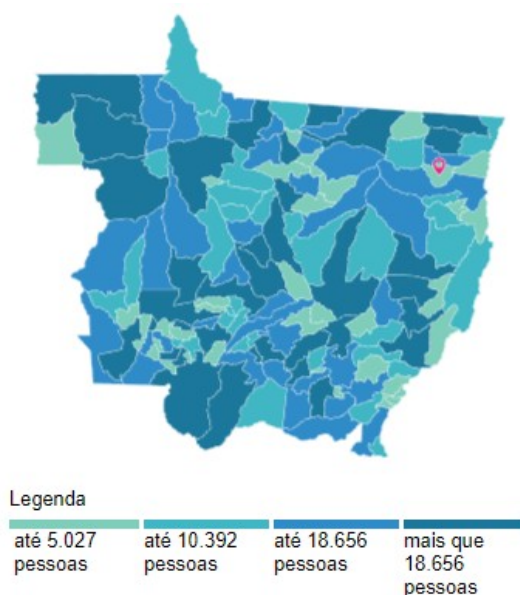 Legenda
até 5.027 até 10.392 até 18.656 mais que
pessoas pessoas pessoas 18.656
pessoas